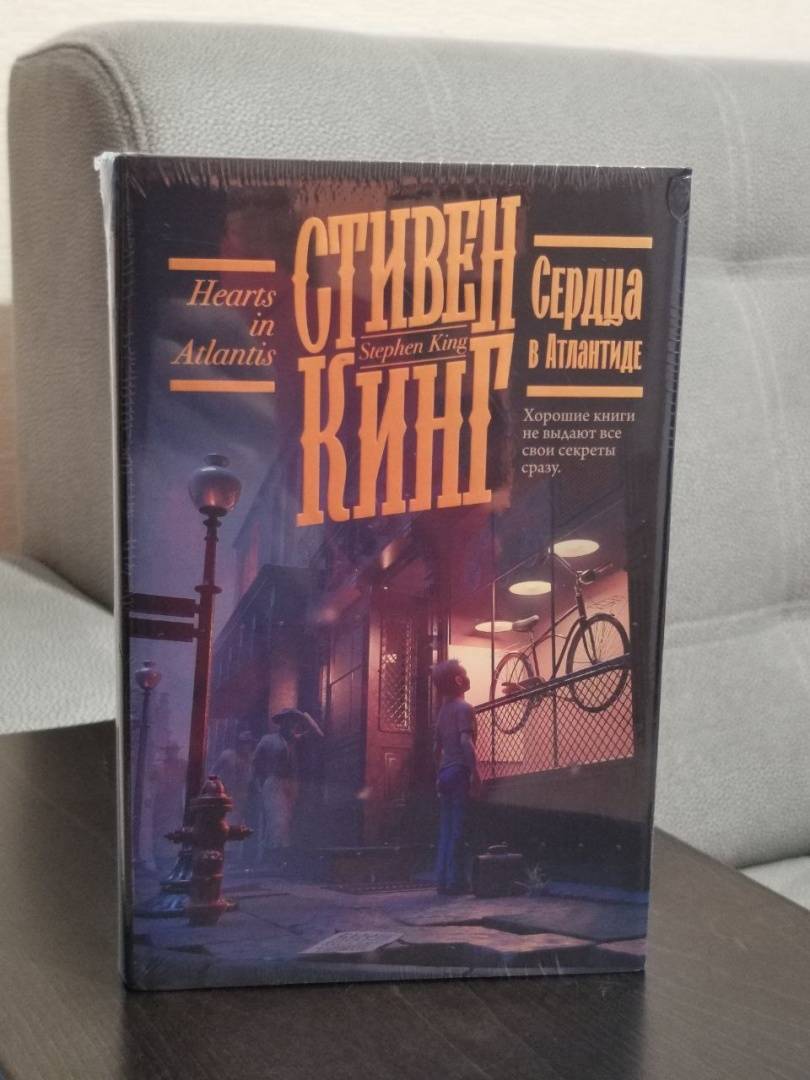 Hearts
in
Atlantis
СТИВЕН
Stephen King
КИНГ
Сердца
в Атлантиде
Хорошие книги
не выдают все
свои секреты
сразу.